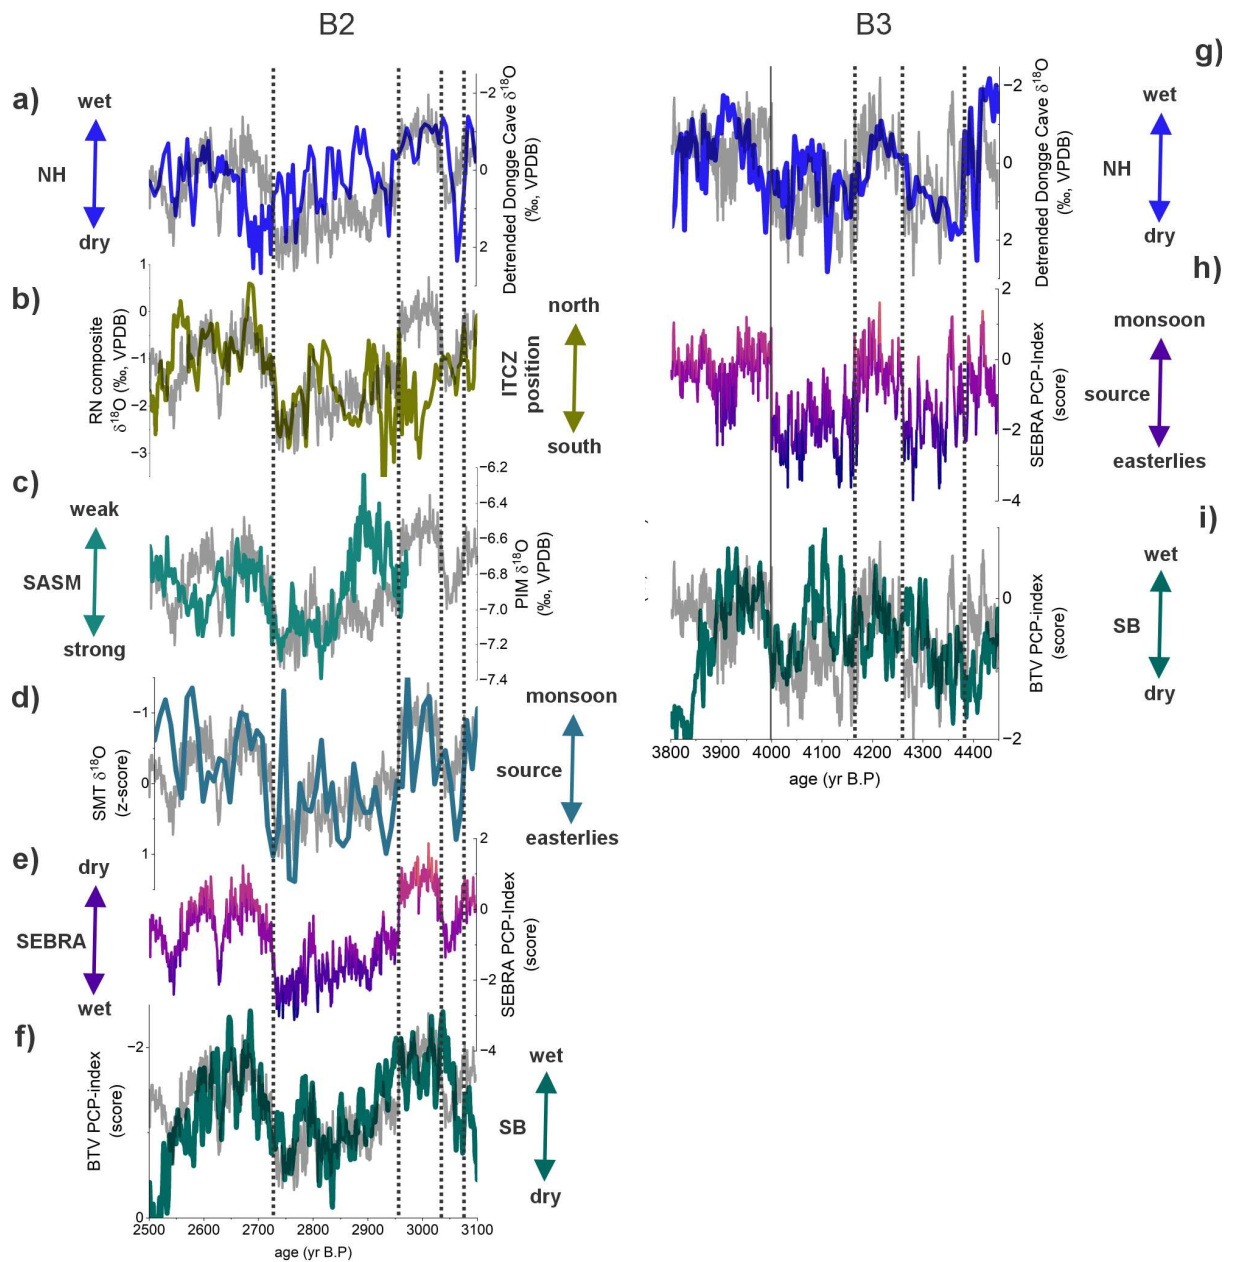 B2
B3
a)
wet
NH
dry
−2
0
2
Detrended Dongge Cave δ¹⁸O
(‰, VPDB)
b)
1
0
−1
−2
−3
RN composite
δ¹⁸O (‰, VPDB)
north
ITCZ
position
south
c)
weak
SASM
strong
−6.2
−6.4
−6.6
−6.8
−7.0
−7.2
−7.4
PIM δ¹⁸O
(‰, VPDB)
d)
−1
0
1
SMT δ¹⁸O
(z-score)
monsoon
source
easterlies
e)
dry
SEBRA
wet
2
0
−2
−4
SEBRA PCP-Index
(score)
f)
−2
0
BTV PCP-index
(score)
wet
SB
dry
2500
2600
2700
2800
2900
3000
3100
age (yr B.P)
g)
−2
0
2
Detrended Dongge Cave δ¹⁸O
(‰, VPDB)
wet
NH
dry
h)
2
0
−2
−4
SEBRA PCP-Index
(score)
monsoon
source
easterlies
i)
0
−2
BTV PCP-index
(score)
wet
SB
dry
3800
3900
4000
4100
4200
4300
4400
age (yr B.P)